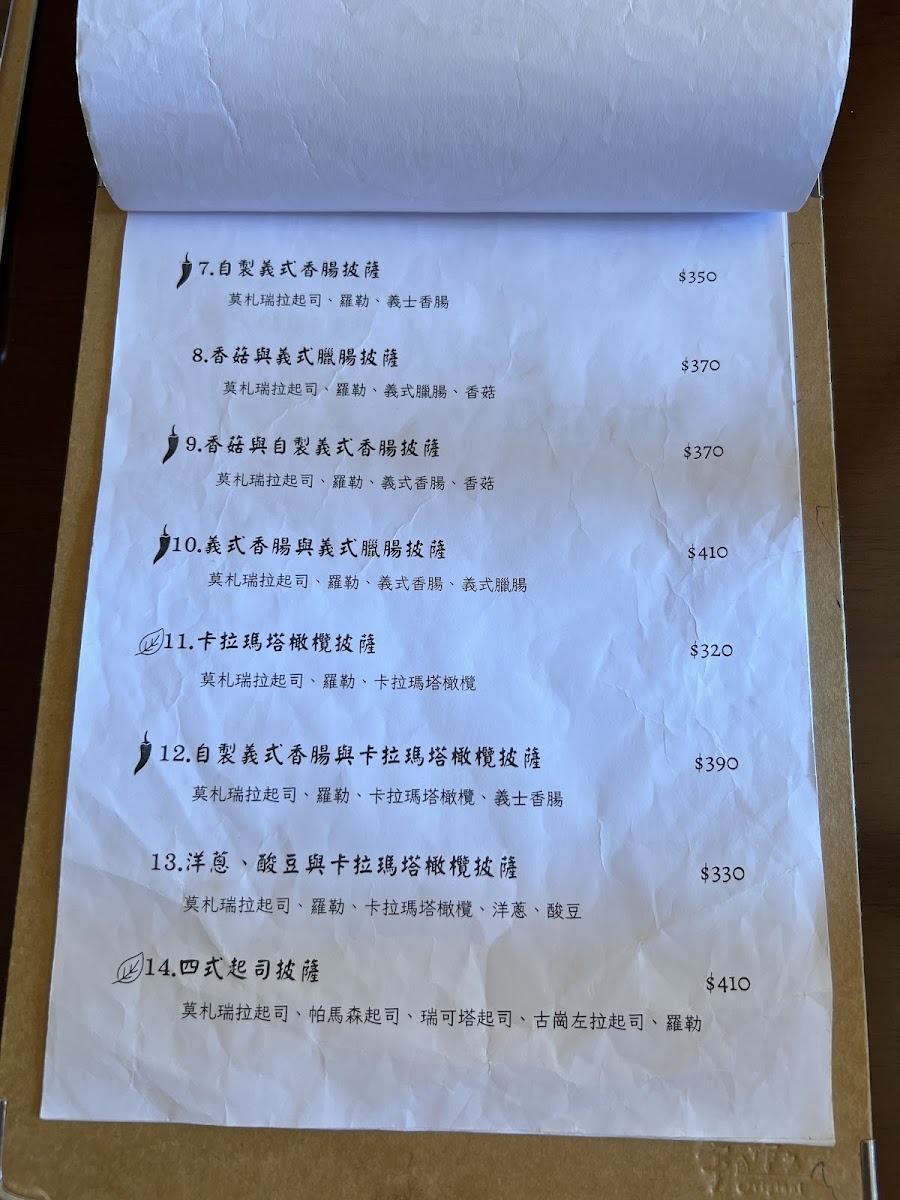 7.自製義式香腸披薩 $350
莫札瑞拉起司、羅勒、義士香腸
8.香菇與義式臘腸披薩 $370
莫札瑞拉起司、羅勒、義式臘腸、香菇
9.香菇與自製義式香腸披薩 $370
莫札瑞拉起司、羅勒、義式香腸、香菇
10.義式香腸與義式臘腸披薩 $410
莫札瑞拉起司、羅勒、義式香腸、義式臘腸
11.卡拉瑪塔橄欖披薩 $320
莫札瑞拉起司、羅勒、卡拉瑪塔橄欖
12.自製義式香腸與卡拉瑪塔橄欖披薩 $390
莫札瑞拉起司、羅勒、卡拉瑪塔橄欖、義士香腸
13.洋蔥、酸豆與卡拉瑪塔橄欖披薩 $330
莫札瑞拉起司、羅勒、卡拉瑪塔橄欖、洋蔥、酸豆
14.四式起司披薩 $410
莫札瑞拉起司、帕馬森起司、瑞可塔起司、古崗左拉起司、羅勒